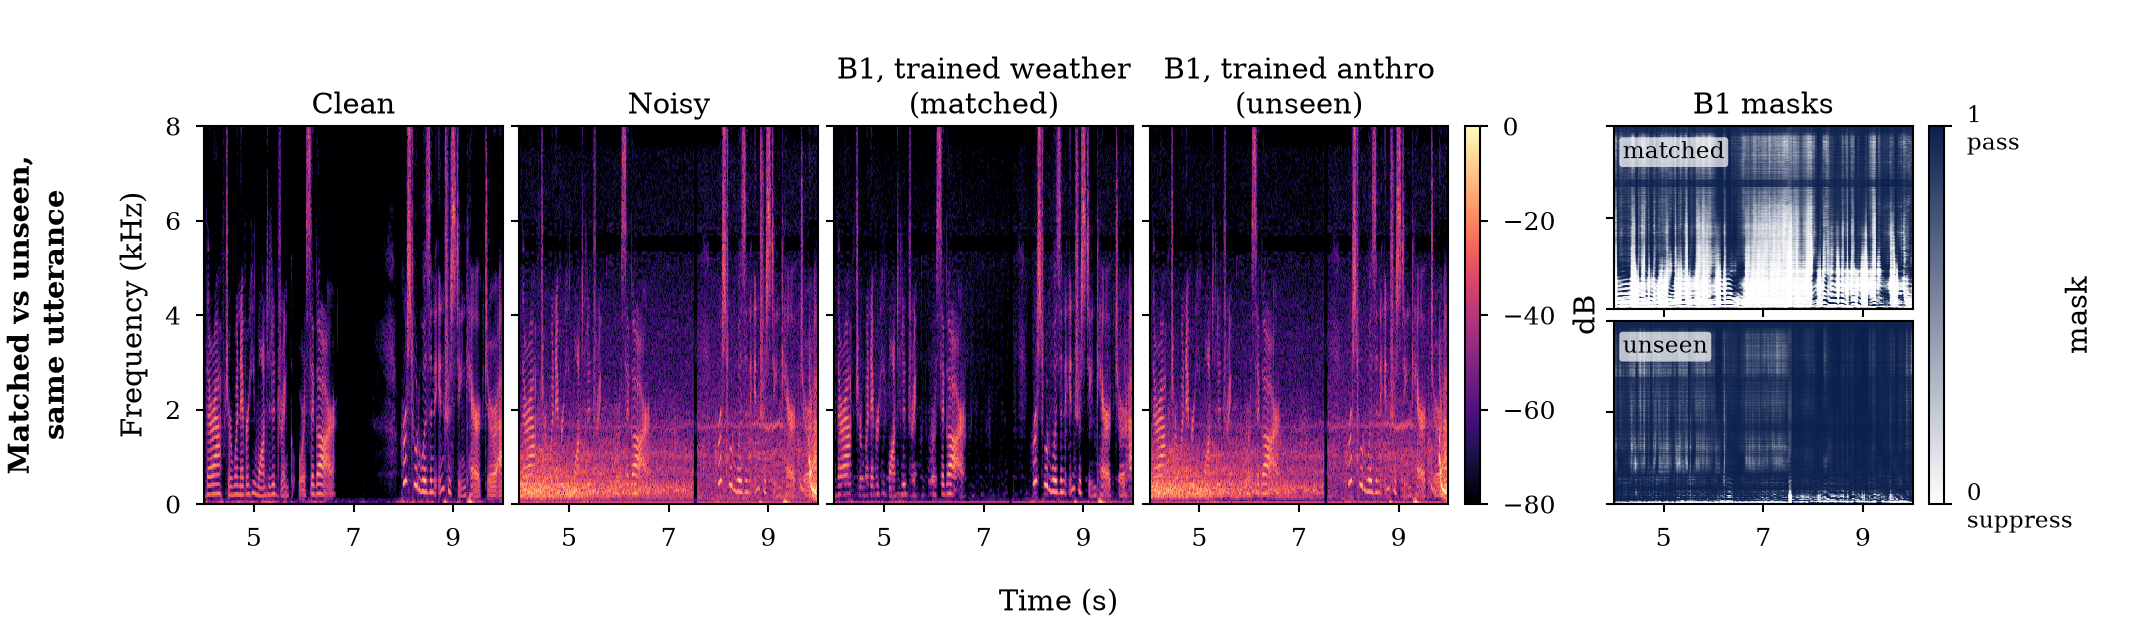 Matched vs unseen,
same utterance
Frequency (kHz)
8
6
4
2
0
Clean
5
7
9
Noisy
5
7
9
B1, trained weather
(matched)
5
7
9
B1, trained anthro
(unseen)
5
7
9
Time (s)
0
−20
−40
−60
−80
dB
B1 masks
matched
unseen
5
7
9
1
pass
0
suppress
mask